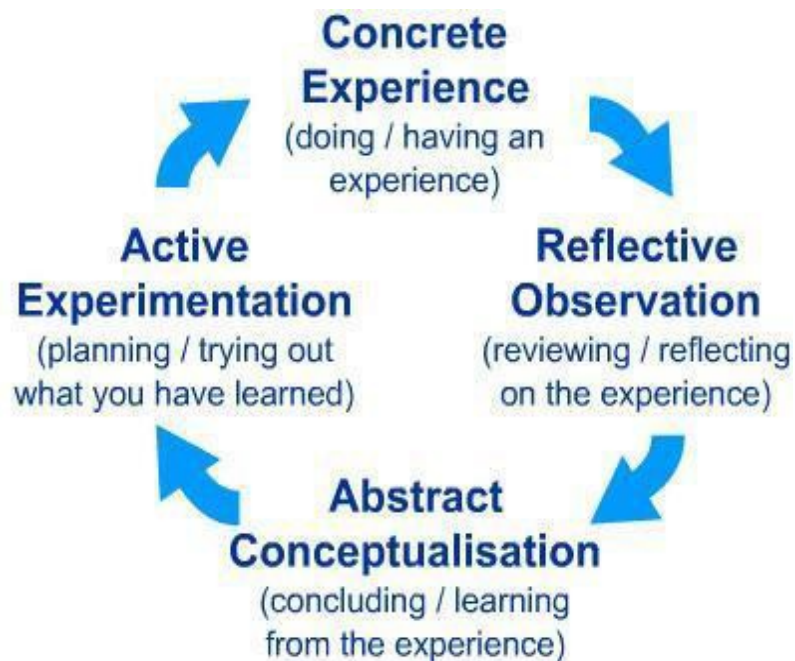 Concrete
Experience
(doing / having an
experience)
Reflective
Observation
(reviewing / reflecting
on the experience)
Abstract
Conceptualisation
(concluding / learning
from the experience)
Active
Experimentation
(planning / trying out
what you have learned)